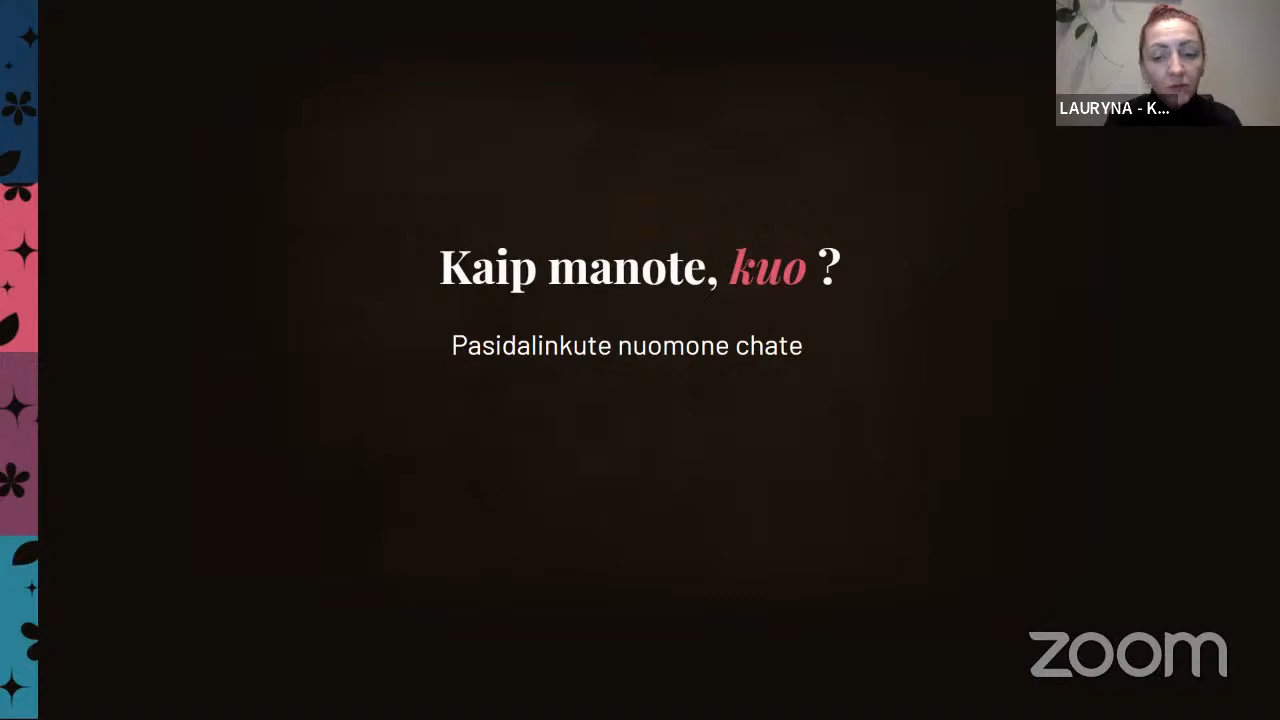 LAURYNA - K...
Kaip manote, kuo ?
Pasidalinkute nuomone chate
zoom